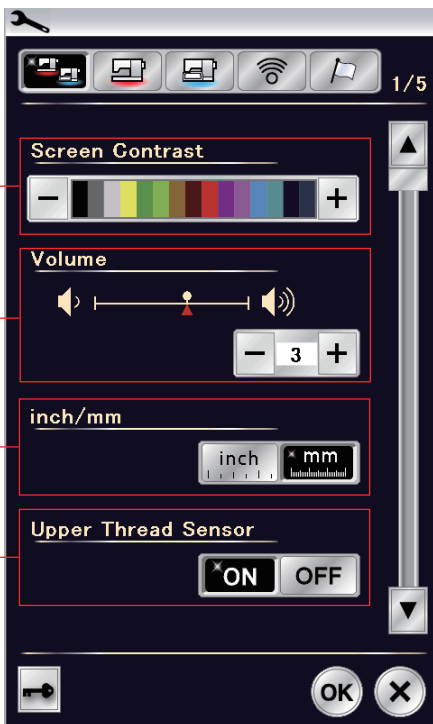 1/5
Screen Contrast
− +
Volume
− 3 +
inch/mm
inch mm
Upper Thread Sensor
ON OFF
OK ×